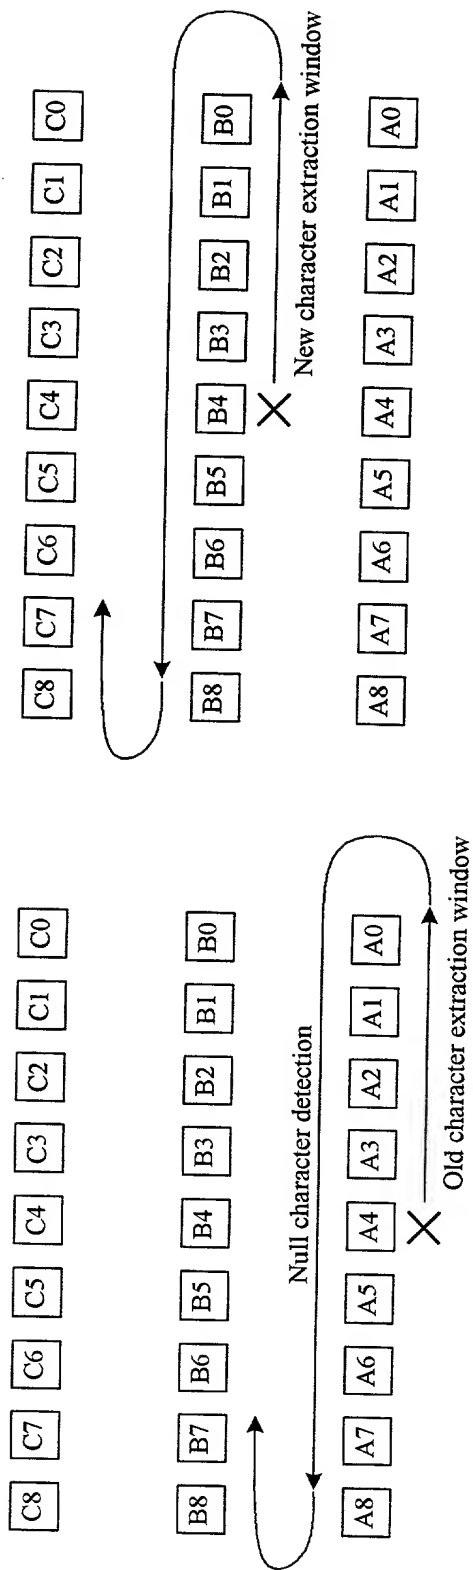 C8 C7 C6 C5 C4 C3 C2 C1 C0
B8 B7 B6 B5 B4 B3 B2 B1 B0
Null character detection
A8 A7 A6 A5 A4 A3 A2 A1 A0
Old character extraction window
C8 C7 C6 C5 C4 C3 C2 C1 C0
B8 B7 B6 B5 B4 B3 B2 B1 B0
New character extraction window
A8 A7 A6 A5 A4 A3 A2 A1 A0